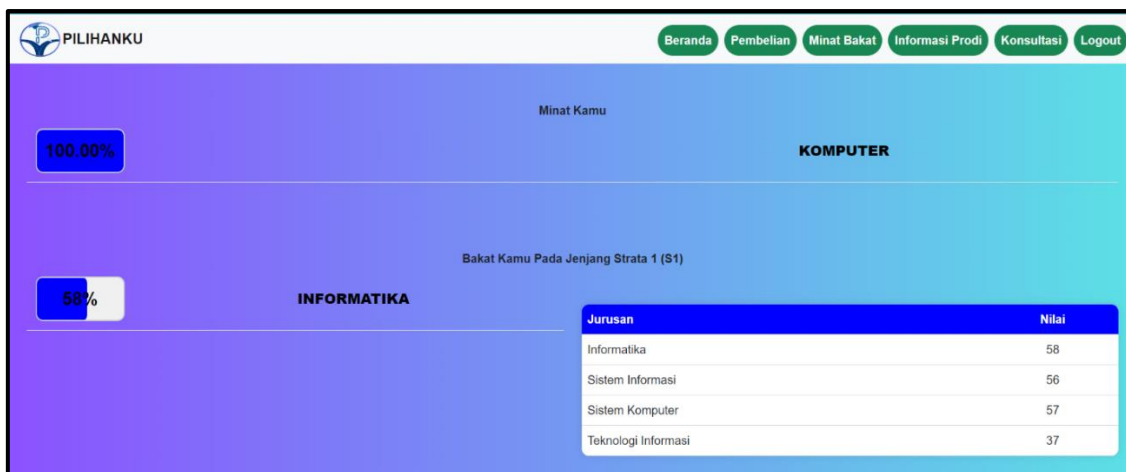 PILIHANKU
Beranda Pembelian Minat Bakat Informasi Prodi Konsultasi Logout
Minat Kamu
100.00% KOMPUTER
Bakat Kamu Pada Jenjang Strata 1 (S1)
58% INFORMATIKA
Jurusan Nilai
Informatika 58
Sistem Informasi 56
Sistem Komputer 57
Teknologi Informasi 37